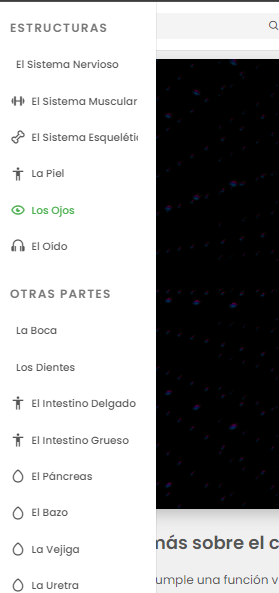 ESTRUCTURAS
El Sistema Nervioso
El Sistema Muscular
El Sistema Esquelétic
La Piel
Los Ojos
El Oído
OTRAS PARTES
La Boca
Los Dientes
El Intestino Delgado
El Intestino Grueso
El Páncreas
El Bazo
La Vejiga
La Uretra
más sobre el c
umple una función v